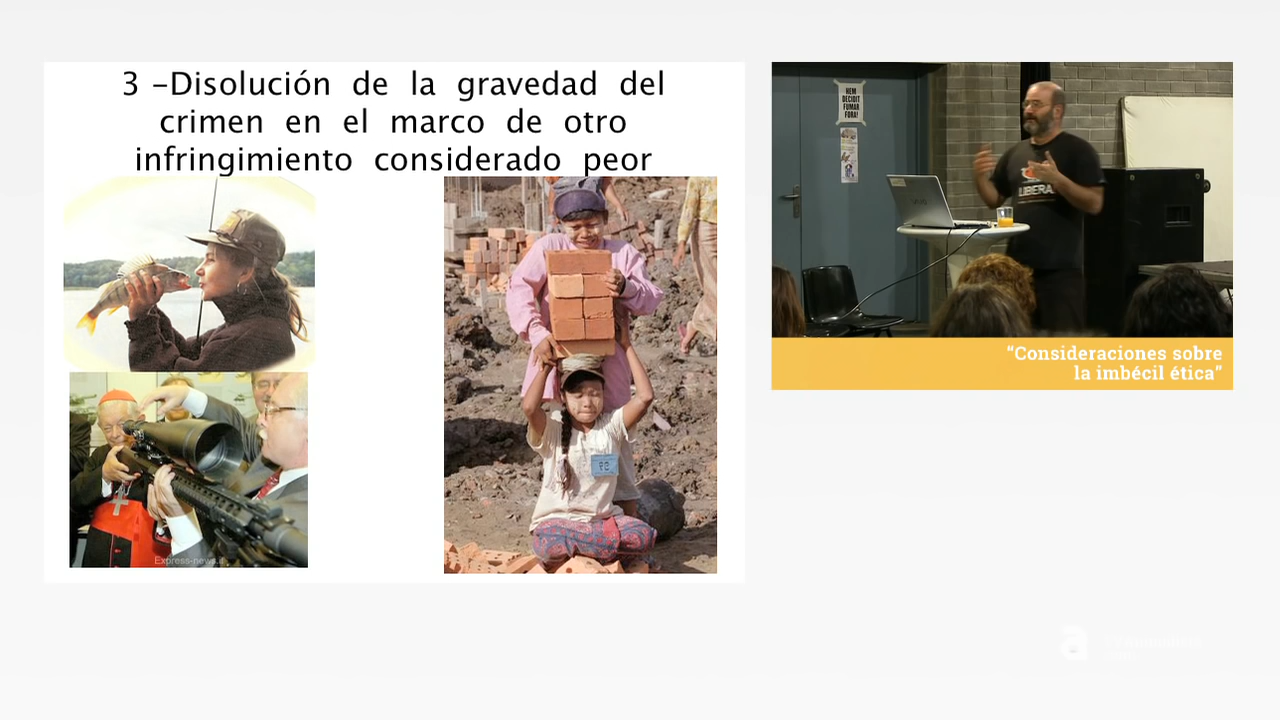 3 –Disolución de la gravedad del
crimen en el marco de otro
infringimiento considerado peor
Express-news.it
HEM
DECIDIT
FUMAR
FORA!
LIBERA
"Consideraciones sobre
la imbécil ética"